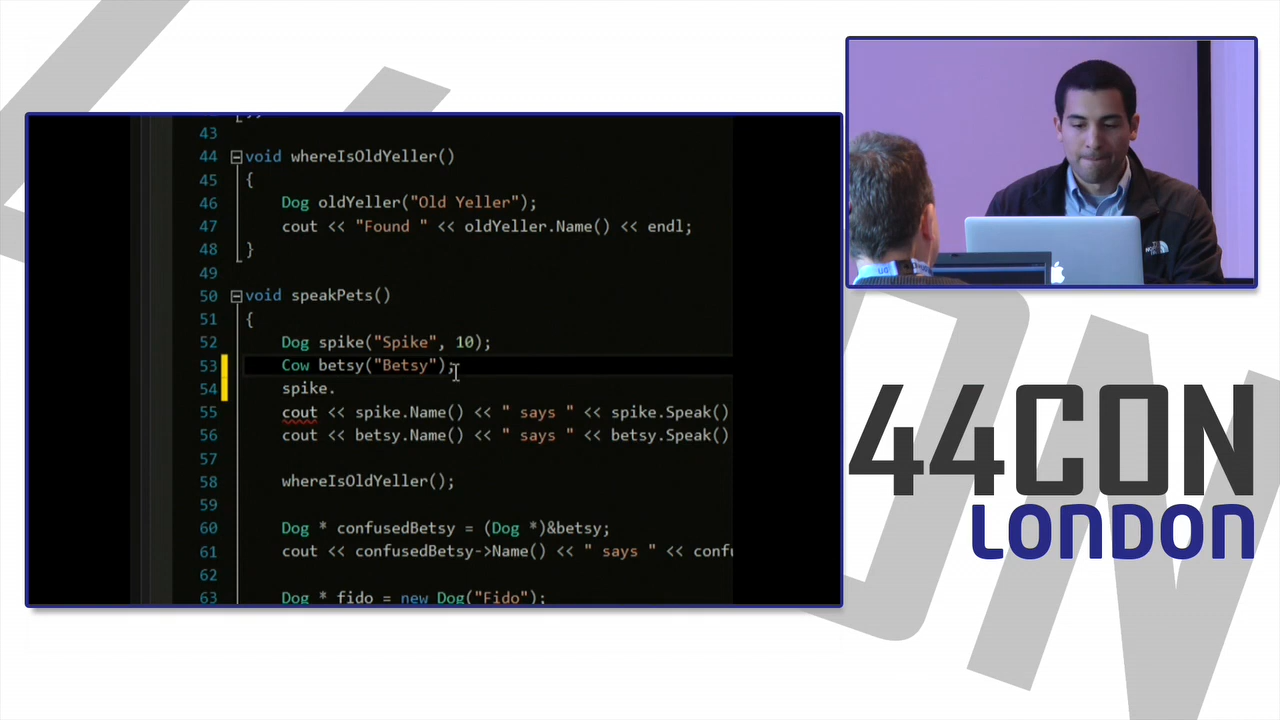 43
44 void whereIsOldYeller()
45 {
46 Dog oldYeller("Old Yeller");
47 cout << "Found " << oldYeller.Name() << endl;
48 }
49
50 void speakPets()
51 {
52 Dog spike("Spike", 10);
53 Cow betsy("Betsy");
54 spike.
55 cout << spike.Name() << " says " << spike.Speak()
56 cout << betsy.Name() << " says " << betsy.Speak()
57
58 whereIsOldYeller();
59
60 Dog * confusedBetsy = (Dog *)&betsy;
61 cout << confusedBetsy->Name() << " says " << confu
62
63 Dog * fido = new Dog("Fido");
44CON
LONDON